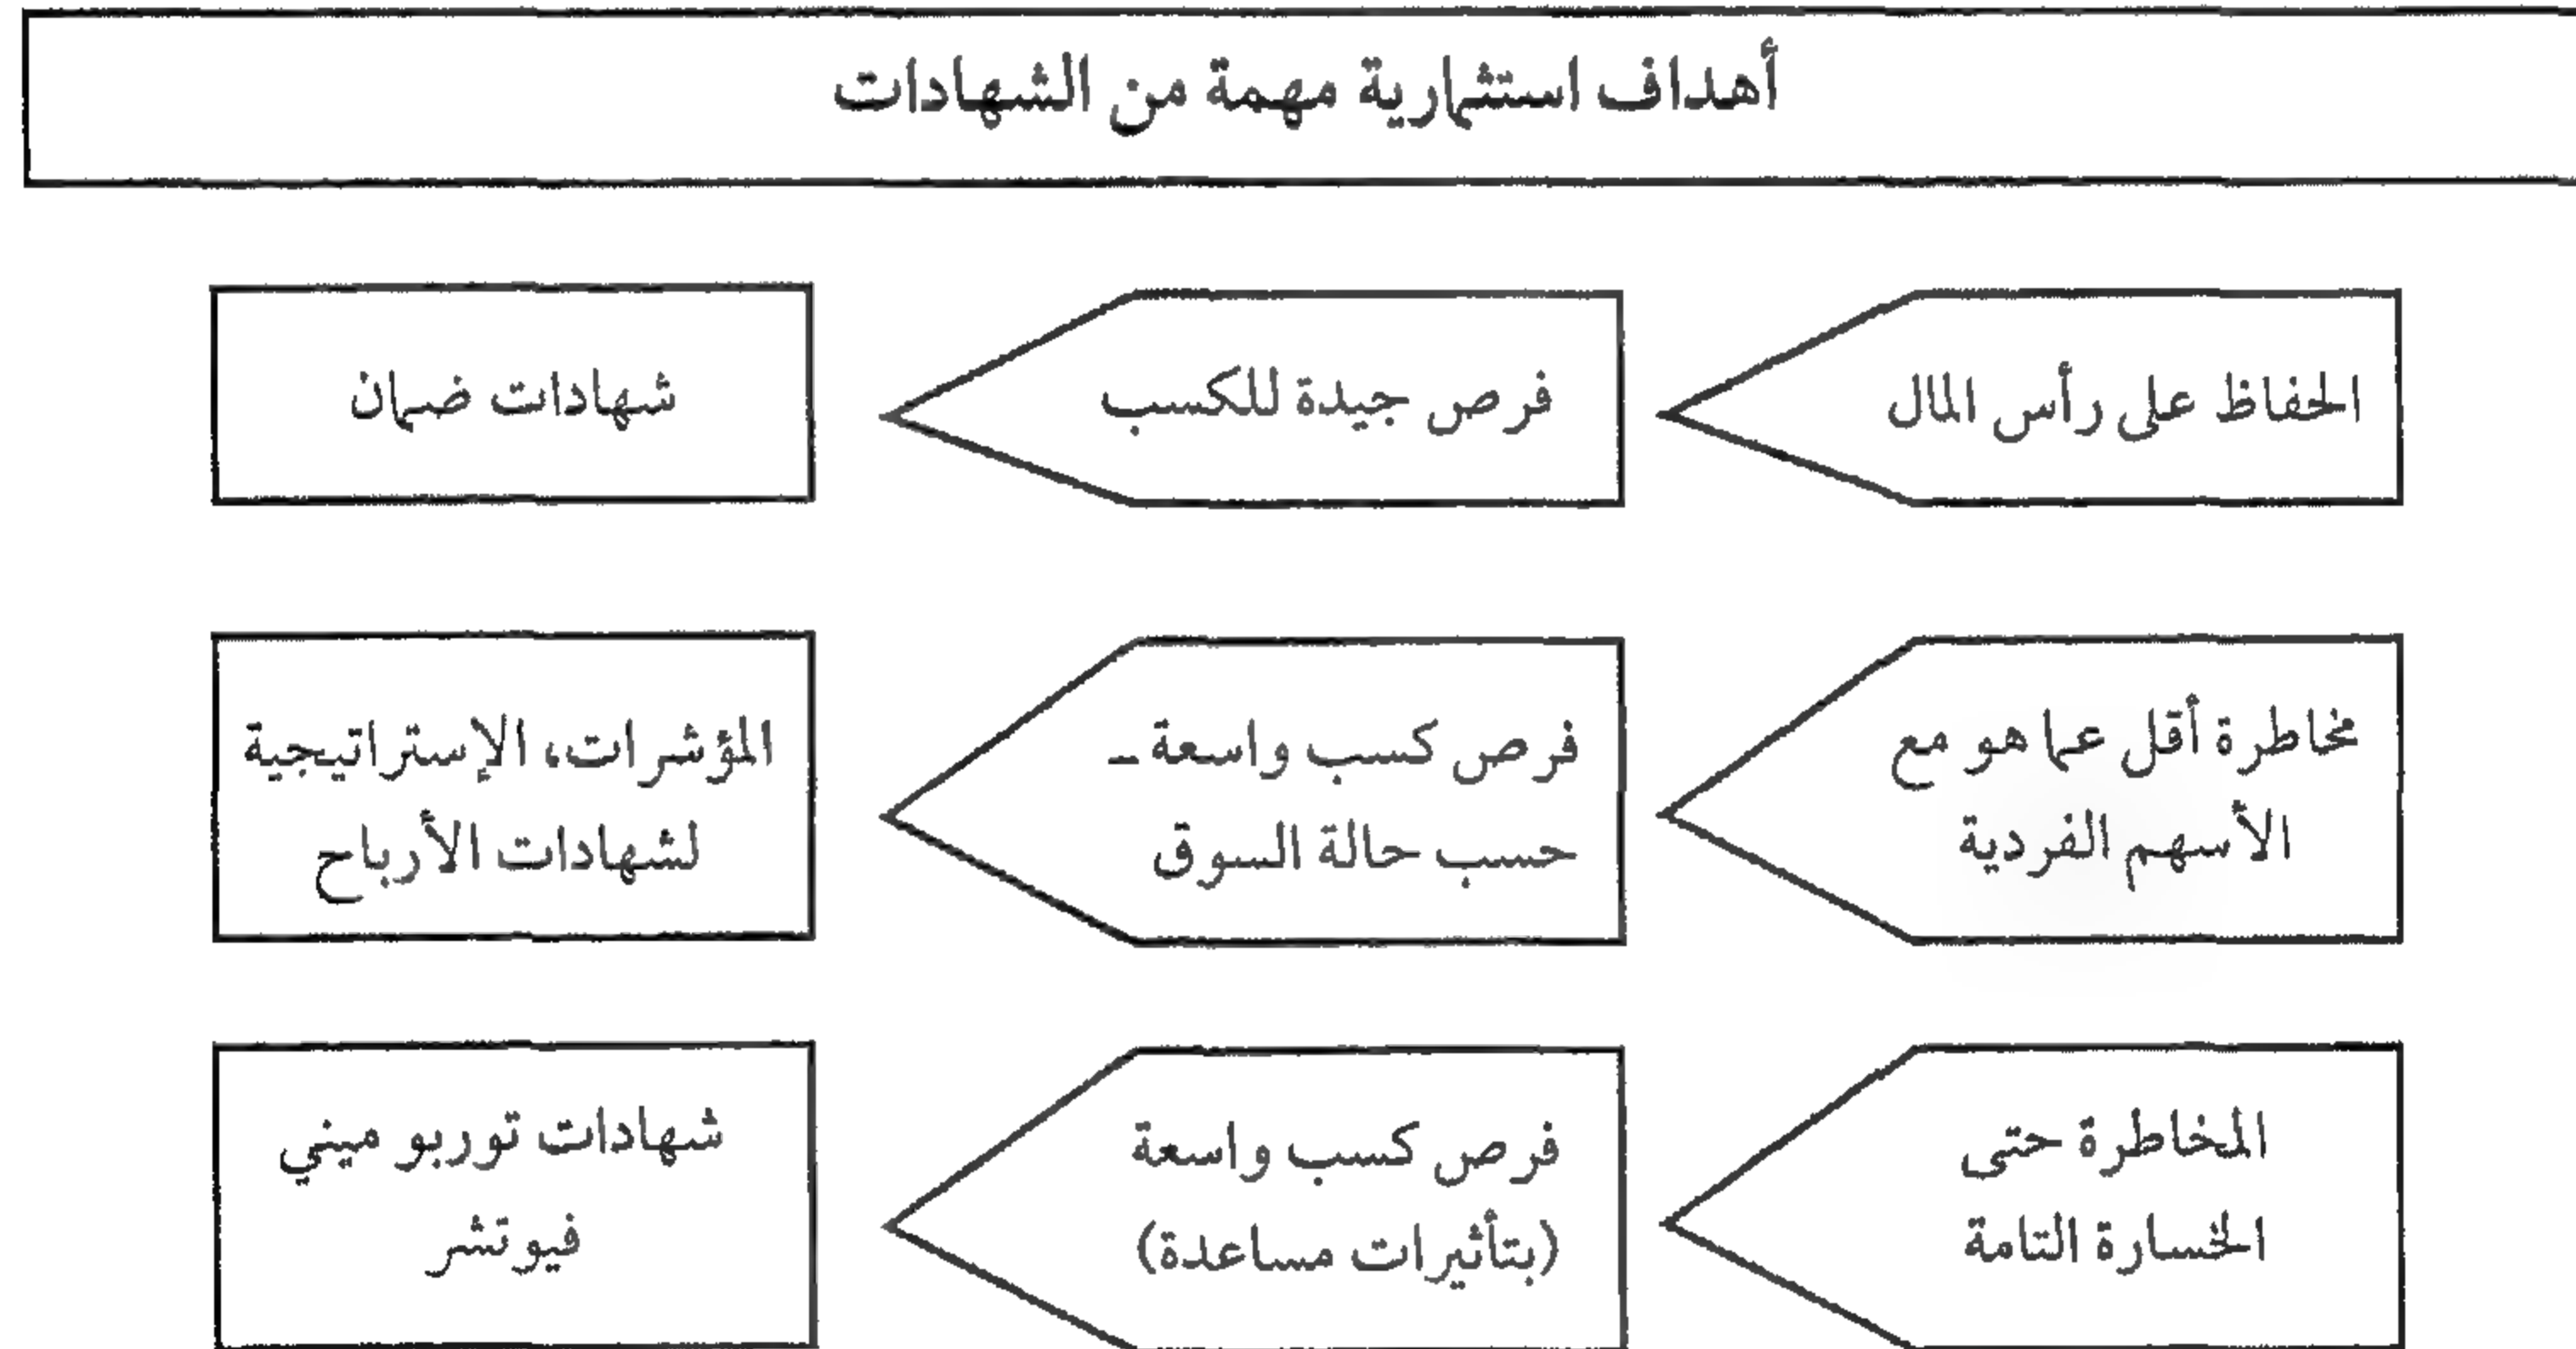 أهداف استثمارية مهمة من الشهادات
الحفاظ على رأس المال
فرص جيدة للكسب
شهادات ضمان
مخاطرة أقل عما هو مع
الأسهم الفردية
فرص كسب واسعة –
حسب حالة السوق
المؤشرات، الإستراتيجية
لشهادات الأرباح
المخاطرة حتى
الخسارة التامة
فرص كسب واسعة
(بتأثيرات مساعدة)
شهادات توربو ميني
فيوتشر